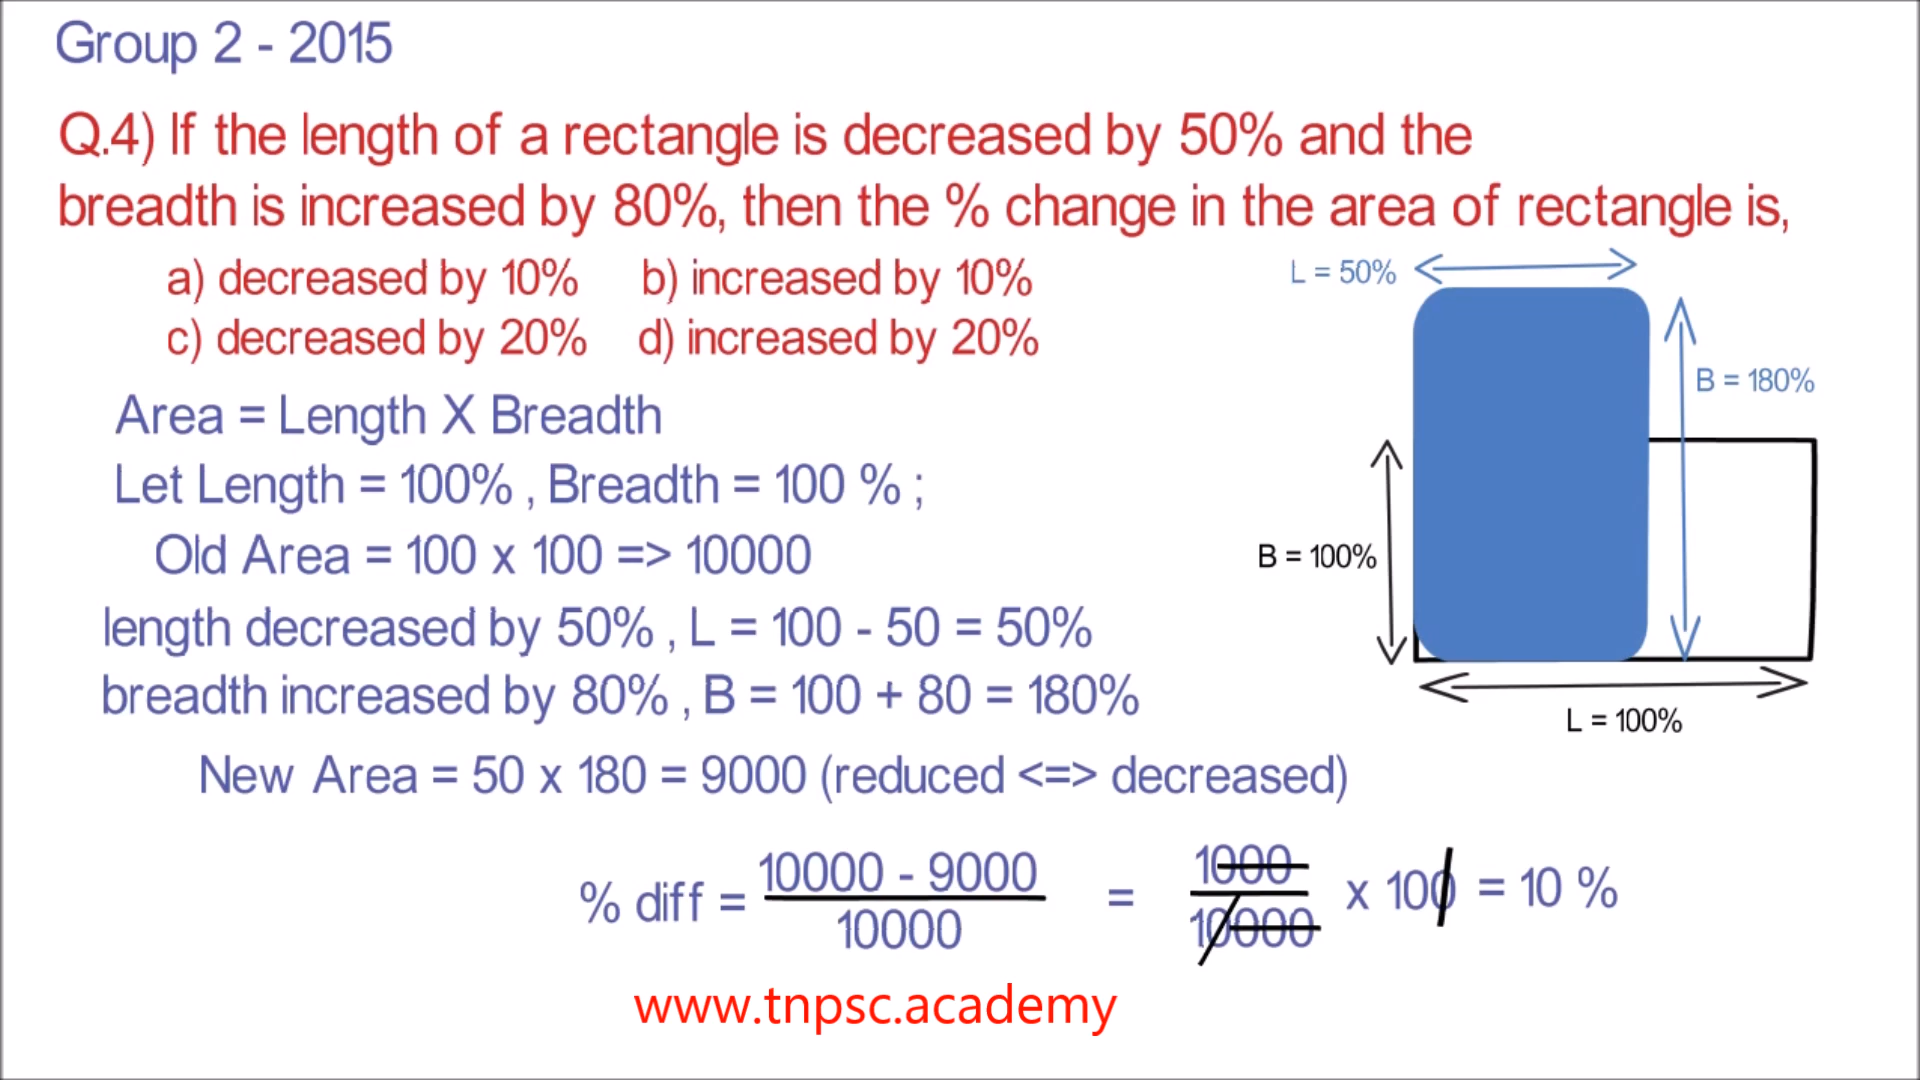 Group 2 - 2015
Q.4) If the length of a rectangle is decreased by 50% and the
breadth is increased by 80%, then the % change in the area of rectangle is,
a) decreased by 10% b) increased by 10%
c) decreased by 20% d) increased by 20%
L = 50%
B = 180%
B = 100%
L = 100%
Area = Length X Breadth
Let Length = 100% , Breadth = 100 % ;
Old Area = 100 x 100 => 10000
length decreased by 50% , L = 100 - 50 = 50%
breadth increased by 80% , B = 100 + 80 = 180%
New Area = 50 x 180 = 9000 (reduced <=> decreased)
10000 - 9000 1000
% diff = = x 100 = 10 %
10000 10000
www.tnpsc.academy